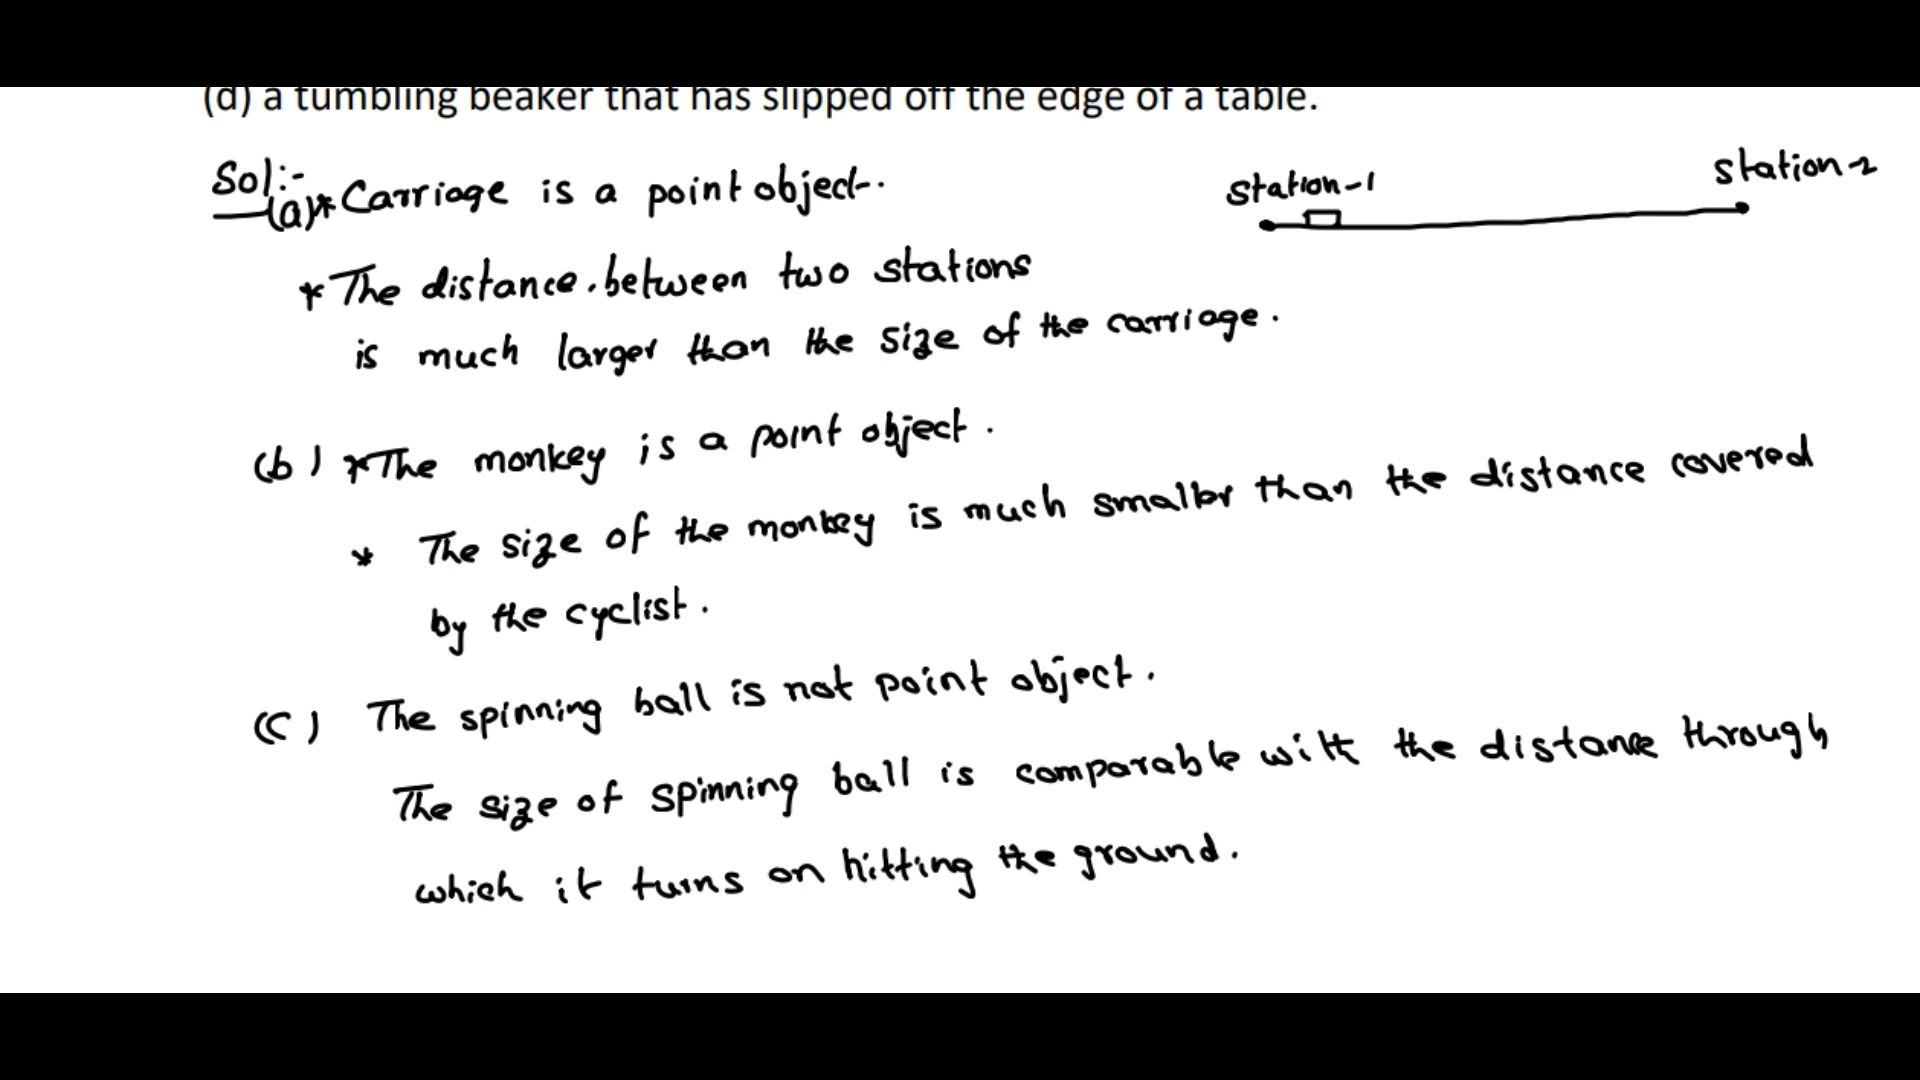 (d) a tumbling beaker that has slipped off the edge of a table.
Sol:-
(a)* Carriage is a point object.
Station-1
Station-2
* The distance between two stations
is much larger than the size of the carriage.
(b) * The monkey is a point object.
* The size of the monkey is much smaller than the distance covered
by the cyclist.
(c) The spinning ball is not point object.
The size of spinning ball is comparable with the distance through
which it turns on hitting the ground.